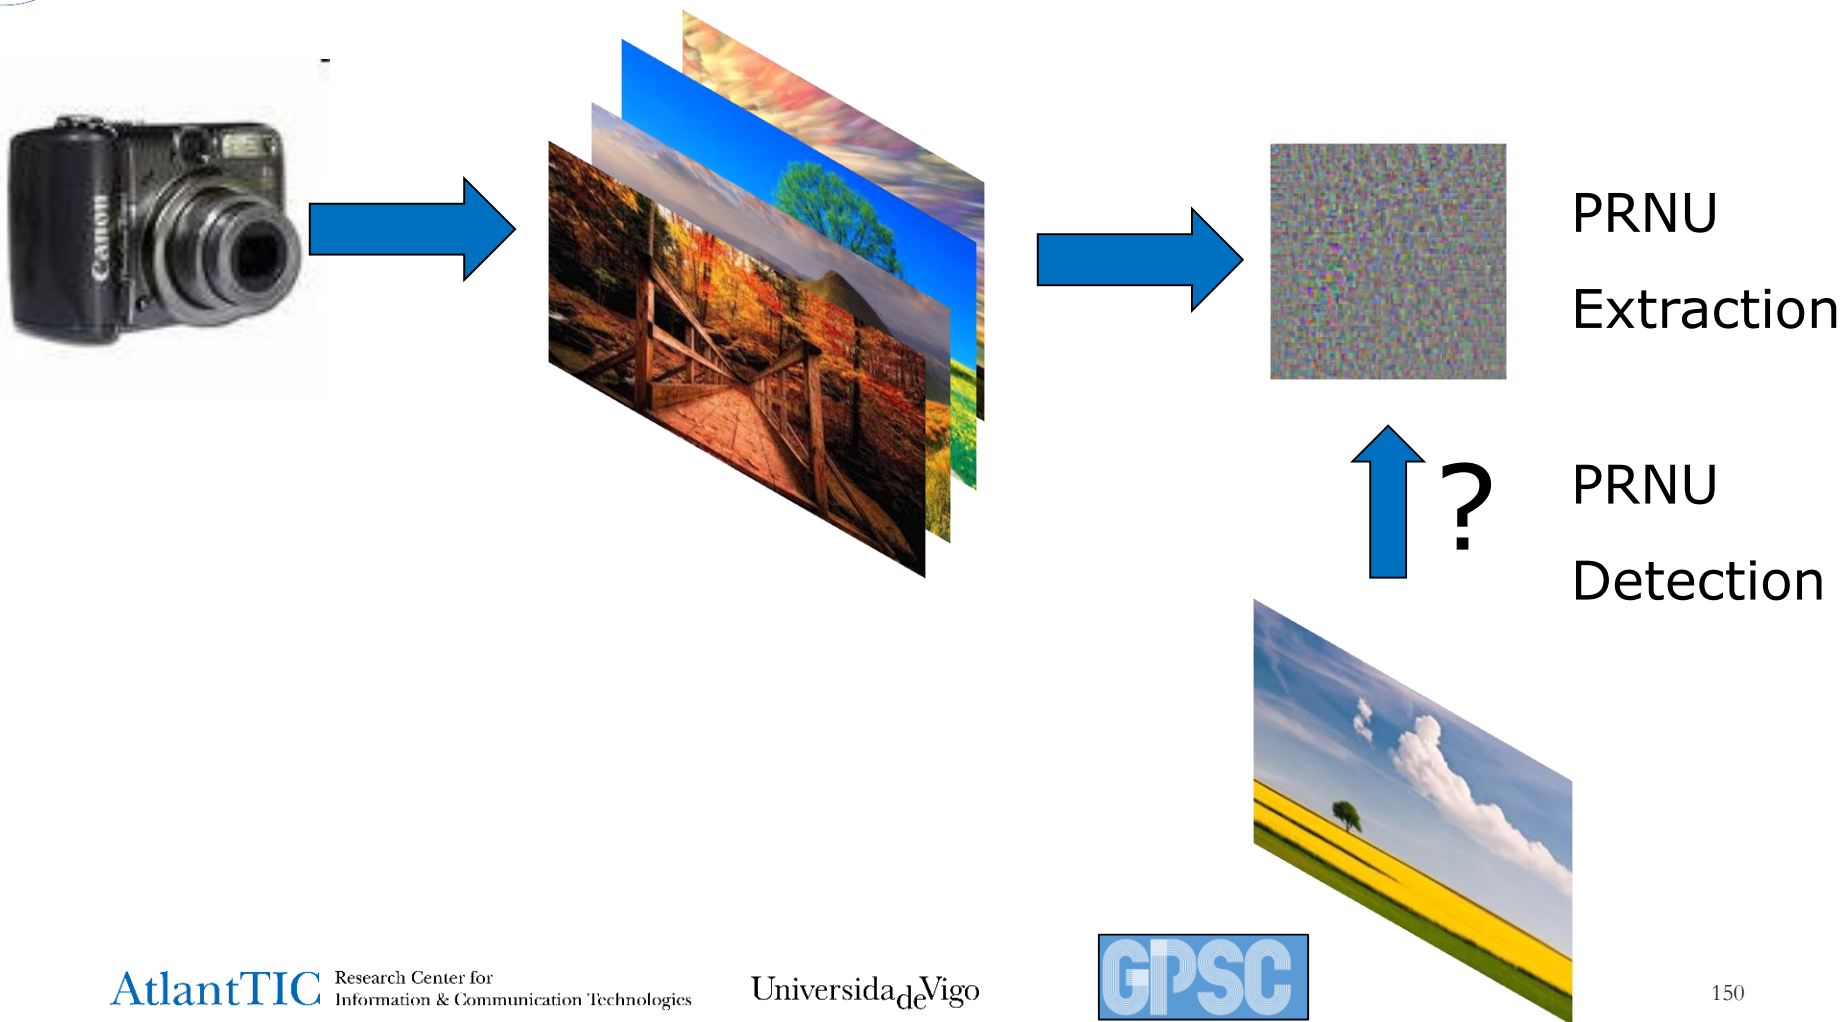 Canon
PRNU
Extraction
?
PRNU
Detection
AtlantTIC
Research Center for
Information & Communication Technologies
UniversidadeVigo
GPSC
150